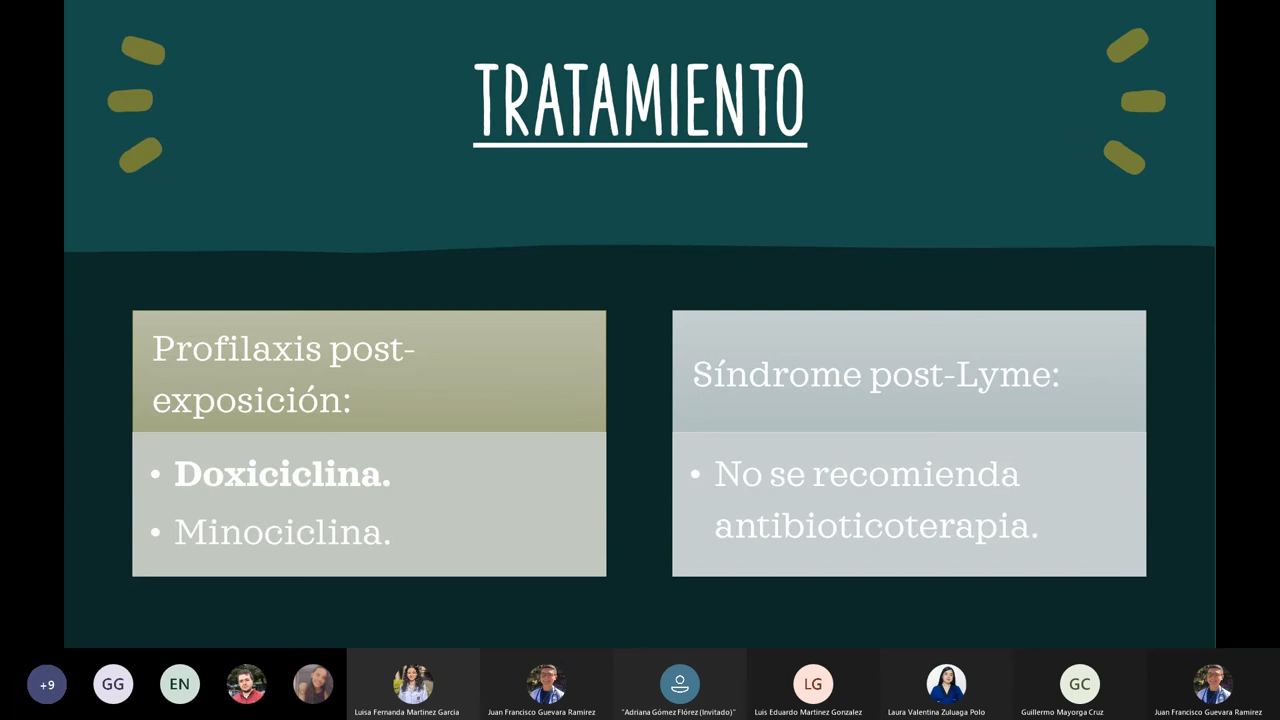 TRATAMIENTO
Profilaxis post-
exposición:
• Doxiciclina.
• Minociclina.
Síndrome post-Lyme:
• No se recomienda
antibioticoterapia.
+9
GG
EN
LG
GC
Luisa Fernanda Martinez Garcia
Juan Francisco Guevara Ramirez
"Adriana Gómez Flórez (Invitado)"
Luis Eduardo Martinez Gonzalez
Laura Valentina Zuluaga Polo
Guillermo Mayorga Cruz
Juan Francisco Guevara Ramirez